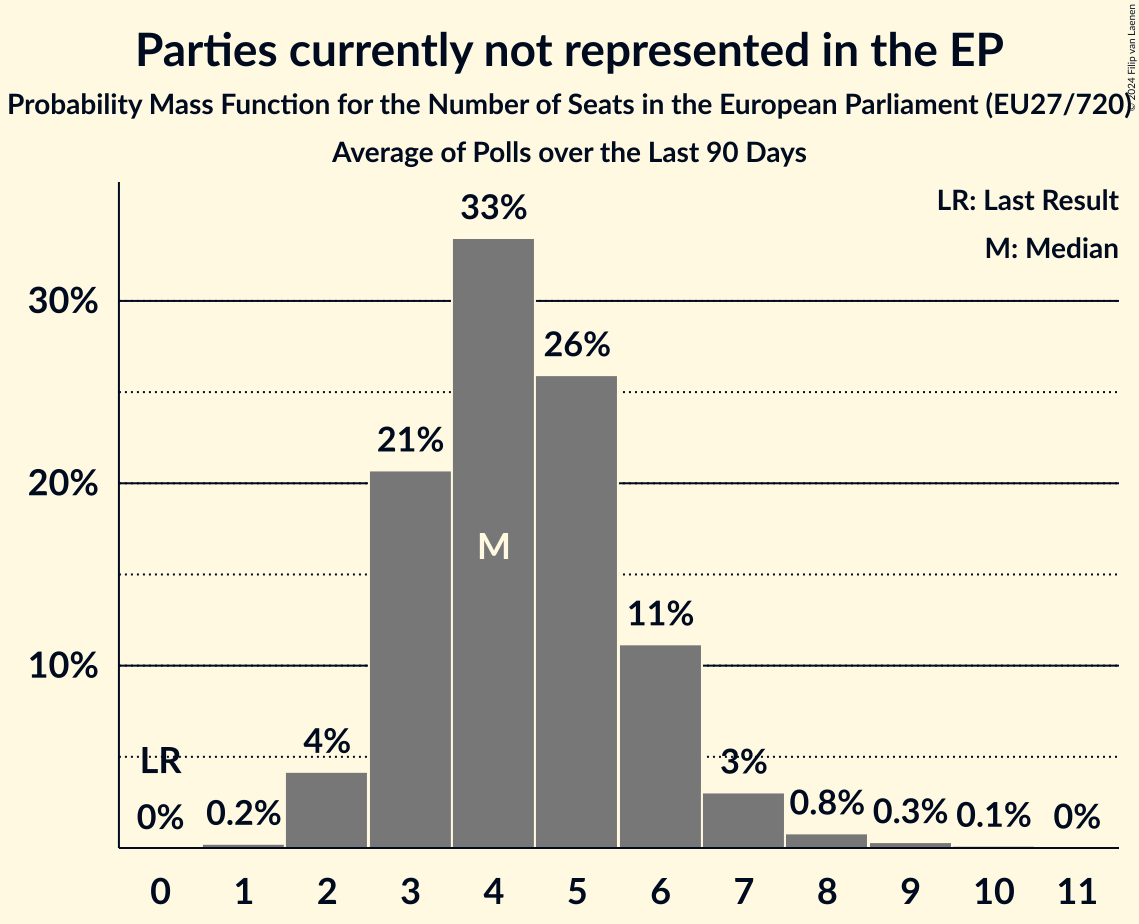 Parties currently not represented in the EP
Probability Mass Function for the Number of Seats in the European Parliament (EU27/720)
Average of Polls over the Last 90 Days
© 2024 Filip van Laenen
LR: Last Result
M: Median
33%
30%
26%
21%
20%
M
11%
10%
4%
LR
3%
0%
0.2%
0.8%
0.3%
0.1%
0%
0 1 2 3 4 5 6 7 8 9 10 11